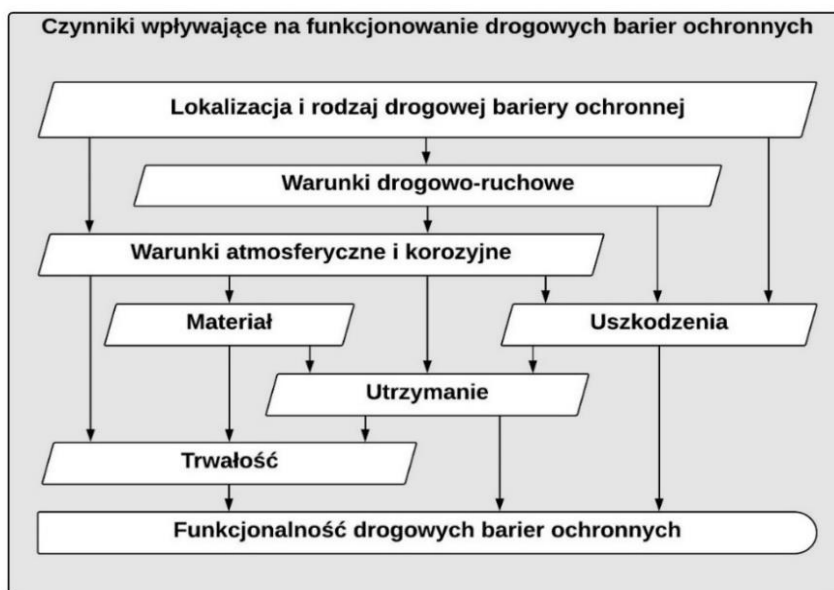 Czynniki wpływające na funkcjonowanie drogowych barier ochronnych
Lokalizacja i rodzaj drogowej bariery ochronnej
Warunki drogowo-ruchowe
Warunki atmosferyczne i korozyjne
Materiał
Uszkodzenia
Utrzymanie
Trwałość
Funkcjonalność drogowych barier ochronnych